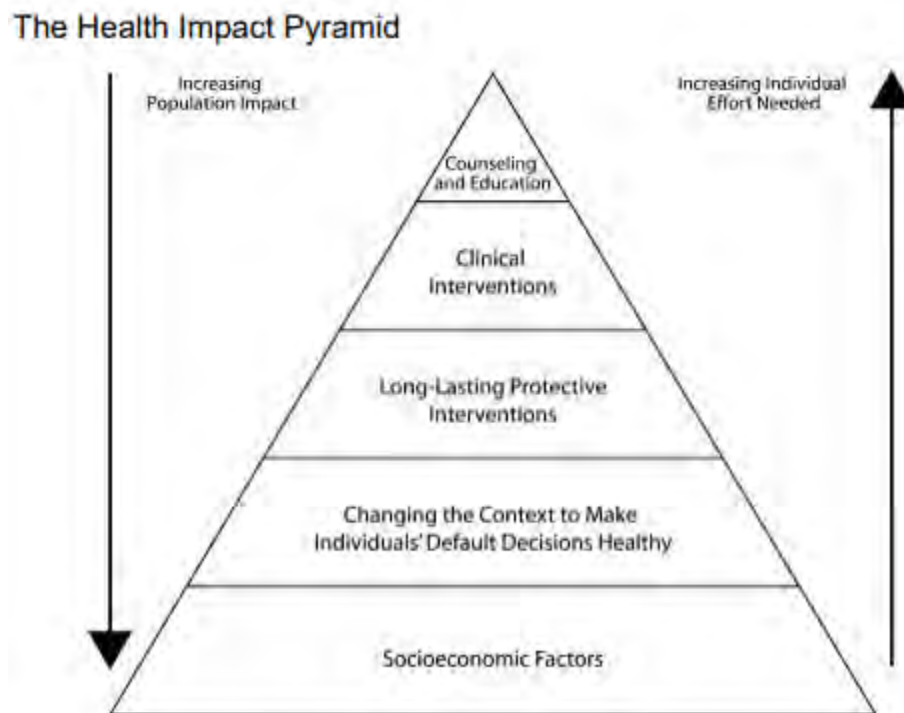 The Health Impact Pyramid
Increasing
Population Impact
Increasing Individual
Effort Needed
Counseling
and Education
Clinical
Interventions
Long-Lasting Protective
Interventions
Changing the Context to Make
Individuals' Default Decisions Healthy
Socioeconomic Factors